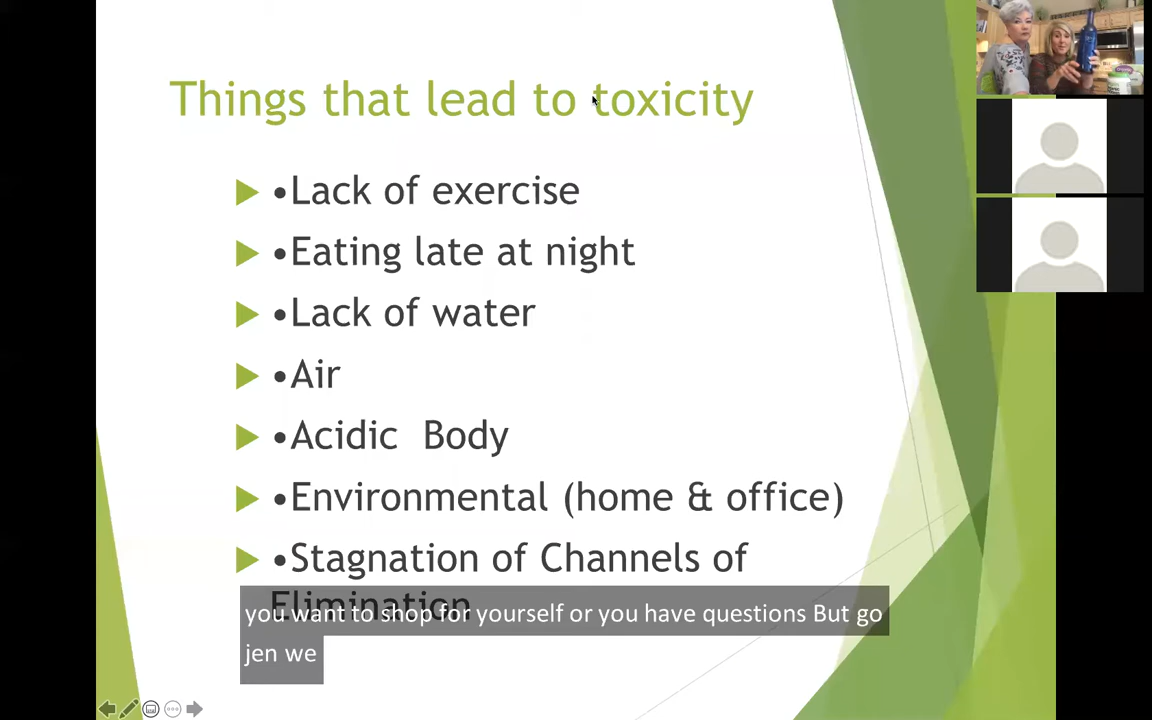 Things that lead to toxicity
•Lack of exercise
•Eating late at night
•Lack of water
•Air
•Acidic  Body
•Environmental (home & office)
•Stagnation of Channels of
Elimination
you want to shop for yourself or you have questions But go
jen we